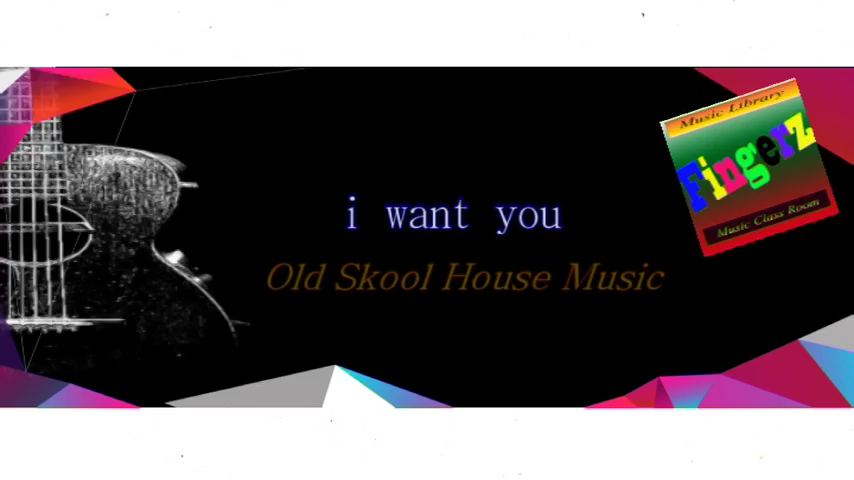 i want you
Old Skool House Music
Music Library
Fingerz
Music Class Room